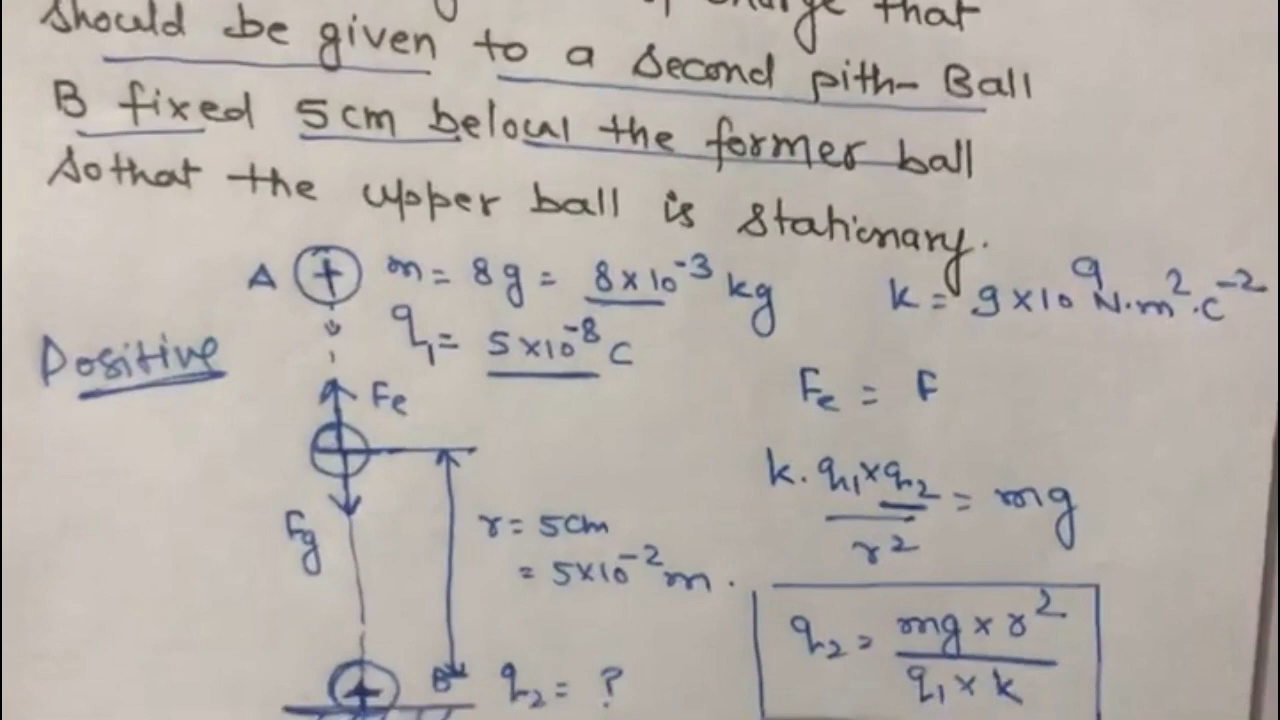 charge that
should be given to a second pith- Ball
B fixed 5cm below the former ball
so that the upper ball is stationary.
A + m = 8g = 8×10⁻³ kg
k = 9×10⁹ N.m².c⁻²
q₁ = 5×10⁻⁸ C
Positive
Fe
Fe = F
k. q₁×q₂ / r² = mg
Fg
r = 5cm
= 5×10⁻² m.
q₂ = mg × r² / q₁ × k
+ B q₂ = ?